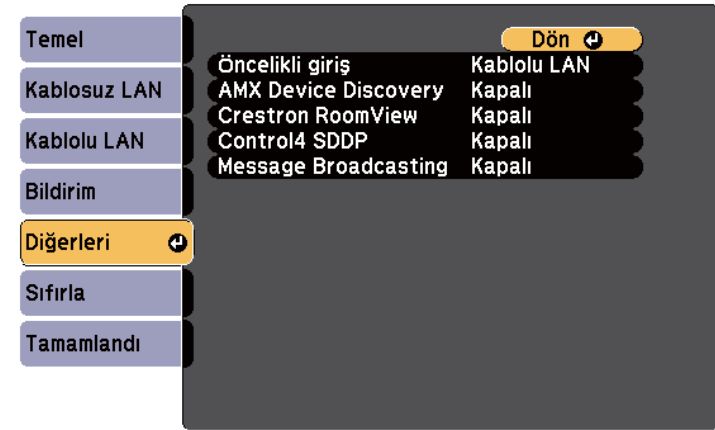 Temel
Kablosuz LAN
Kablolu LAN
Bildirim
Diğerleri
Sıfırla
Tamamlandı
Dön
Öncelikli giriş Kablolu LAN
AMX Device Discovery Kapalı
Crestron RoomView Kapalı
Control4 SDDP Kapalı
Message Broadcasting Kapalı